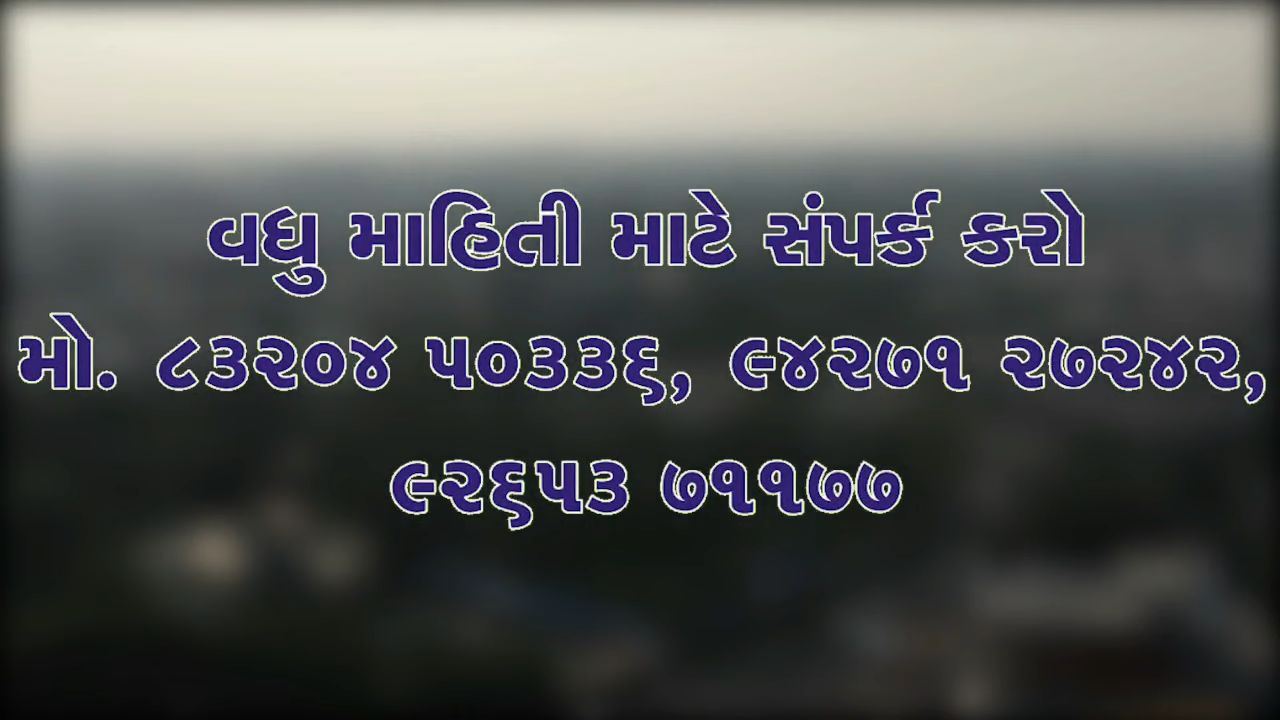 વધુ માહિતી માટે સંપર્ક કરો
મો. ૮૩૨૦૪ ૫૦૩૩૬, ૯૪૨૭૧ ૨૭૨૪૨,
૯૨૬૫૩ ૭૧૧૭૭